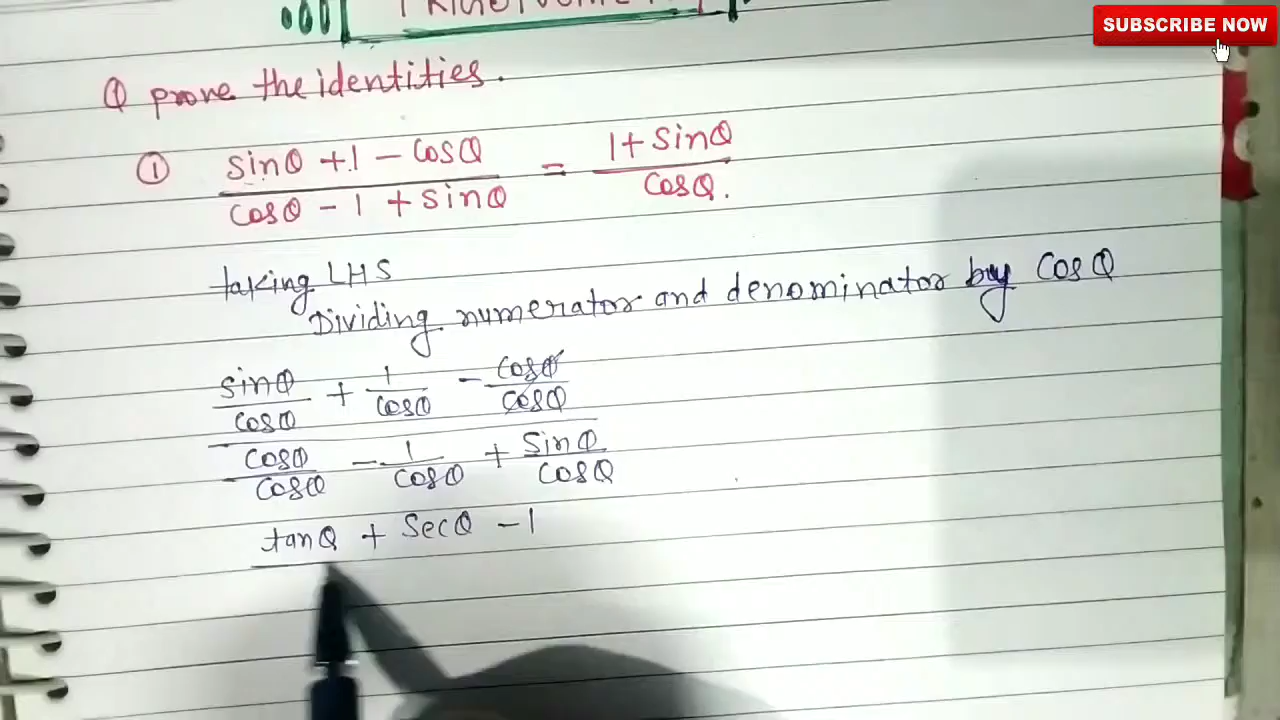 SUBSCRIBE NOW
Q prove the identities.
① sinθ + 1 - cosθ / cosθ - 1 + sinθ = 1 + sinθ / cosθ.
taking LHS
Dividing numerator and denominator by cosθ
sinθ/cosθ + 1/cosθ - cosθ/cosθ
cosθ/cosθ - 1/cosθ + sinθ/cosθ
tanθ + secθ - 1